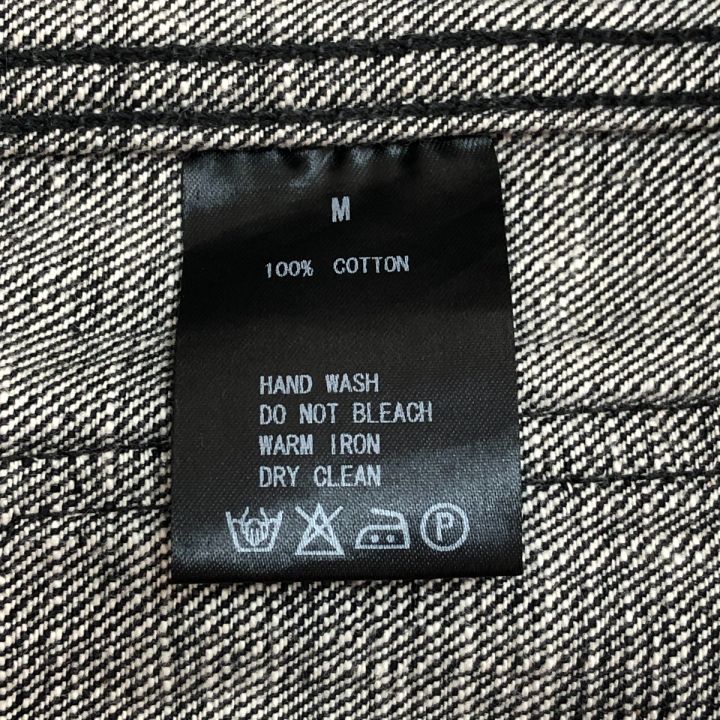 M
100% COTTON
HAND WASH
DO NOT BLEACH
WARM IRON
DRY CLEAN
P